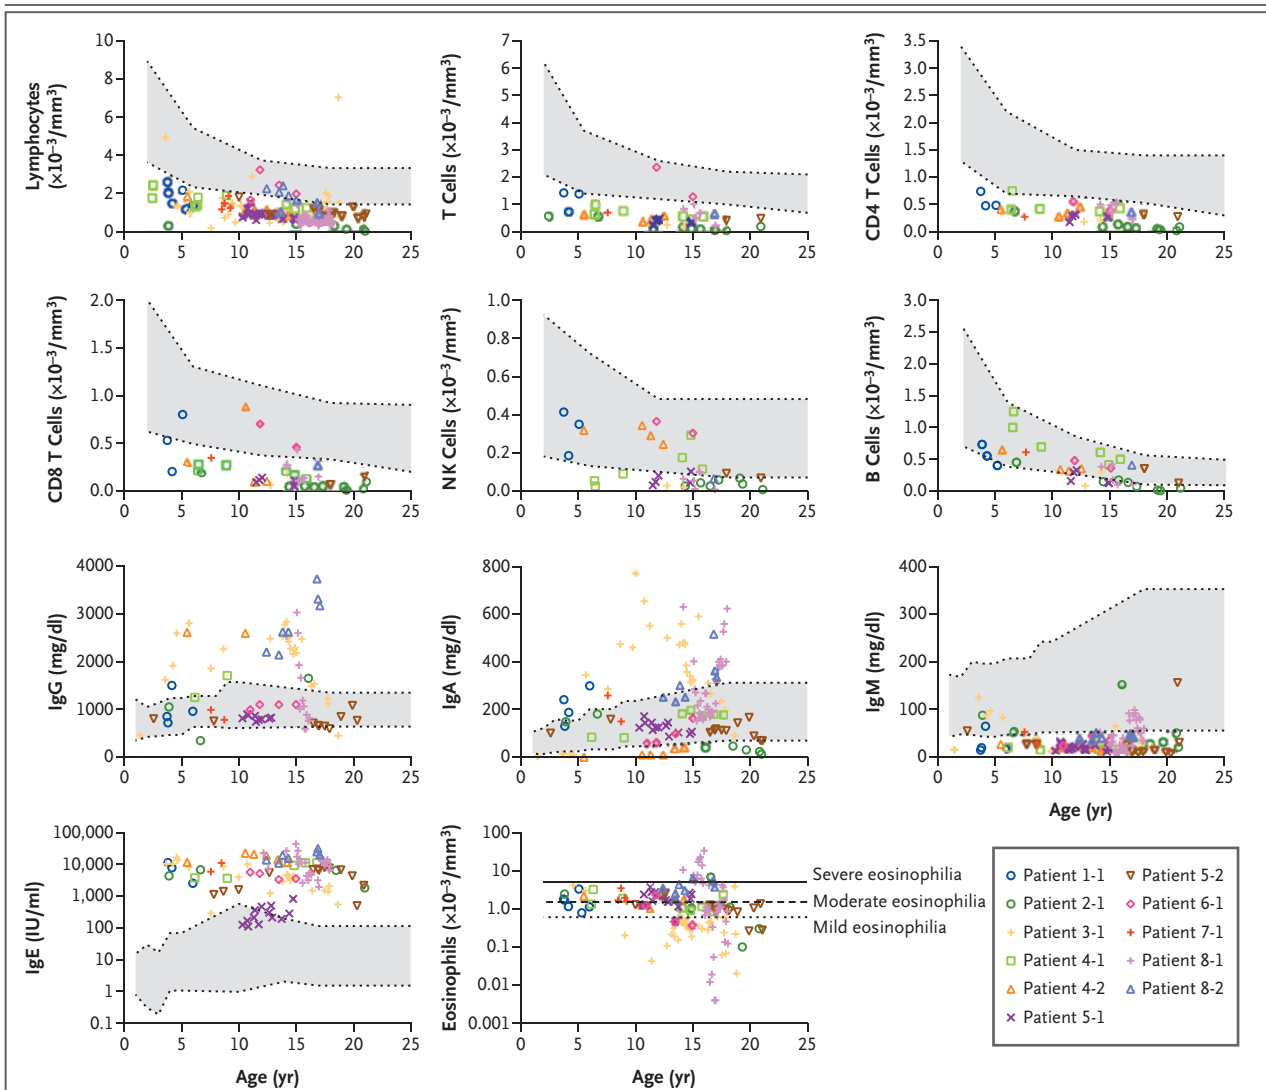 Lymphocytes
(×10⁻³/mm³)
10
8
6
4
2
0
0 5 10 15 20 25
T Cells (×10⁻³/mm³)
7
6
5
4
3
2
1
0
0 5 10 15 20 25
CD4 T Cells (×10⁻³/mm³)
3.5
3.0
2.5
2.0
1.5
1.0
0.5
0.0
0 5 10 15 20 25
CD8 T Cells (×10⁻³/mm³)
2.0
1.5
1.0
0.5
0.0
0 5 10 15 20 25
NK Cells (×10⁻³/mm³)
1.0
0.8
0.6
0.4
0.2
0.0
0 5 10 15 20 25
B Cells (×10⁻³/mm³)
3.0
2.5
2.0
1.5
1.0
0.5
0.0
0 5 10 15 20 25
IgG (mg/dl)
4000
3000
2000
1000
0
0 5 10 15 20 25
IgA (mg/dl)
800
600
400
200
0
0 5 10 15 20 25
IgM (mg/dl)
400
300
200
100
0
0 5 10 15 20 25
Age (yr)
IgE (IU/ml)
100,000
10,000
1,000
100
10
1
0.1
0 5 10 15 20 25
Age (yr)
Eosinophils (×10⁻³/mm³)
100
10
1.0
0.1
0.01
0.001
0 5 10 15 20 25
Age (yr)
Severe eosinophilia
Moderate eosinophilia
Mild eosinophilia
Patient 1-1
Patient 2-1
Patient 3-1
Patient 4-1
Patient 4-2
Patient 5-1
Patient 5-2
Patient 6-1
Patient 7-1
Patient 8-1
Patient 8-2